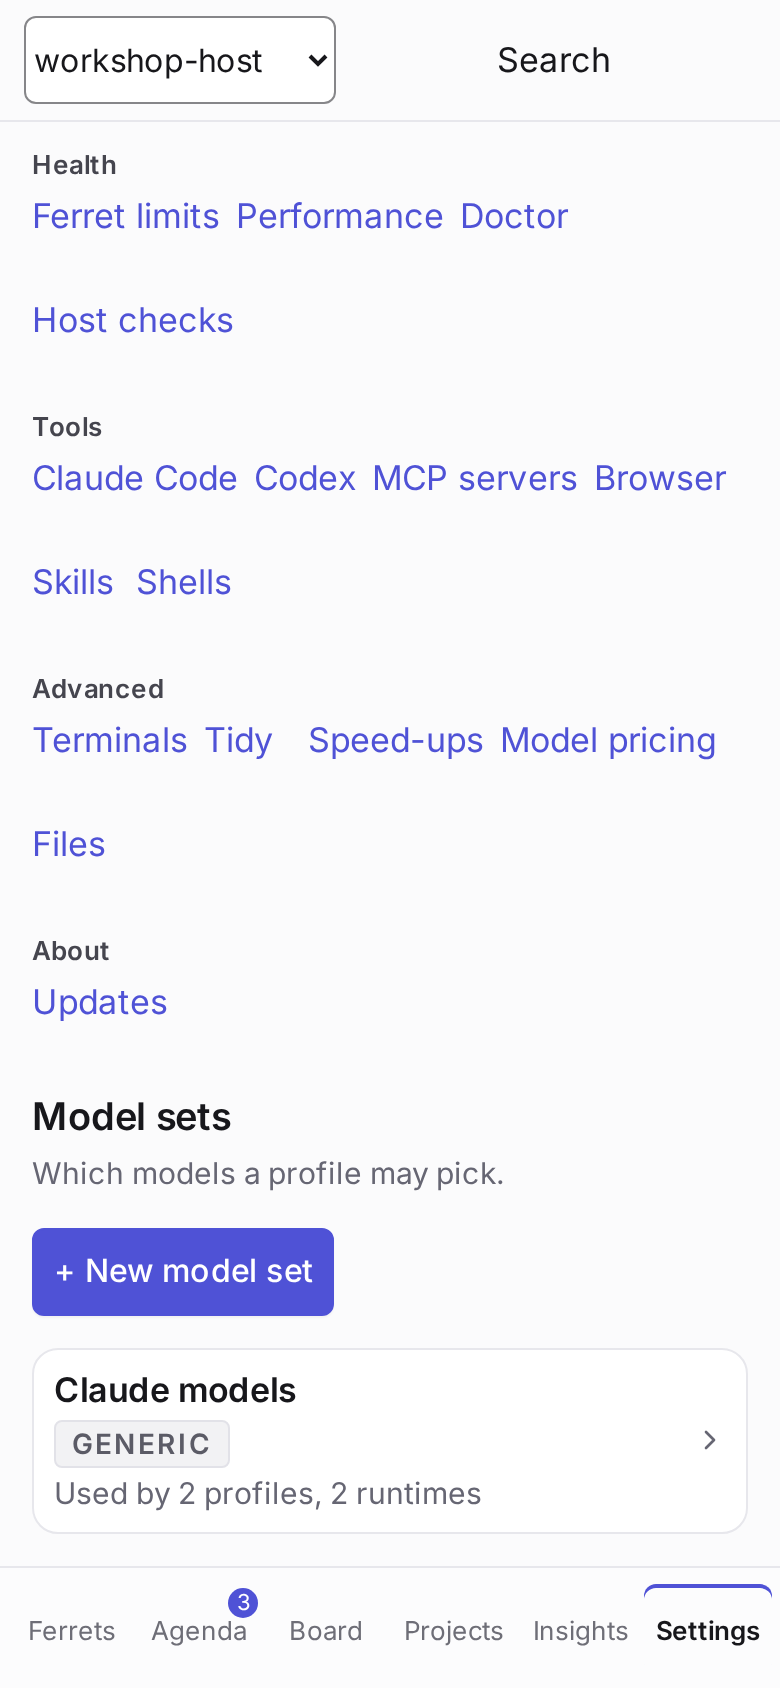 workshop-host Search
Health
Ferret limits Performance Doctor
Host checks
Tools
Claude Code Codex MCP servers Browser
Skills Shells
Advanced
Terminals Tidy Speed-ups Model pricing
Files
About
Updates
Model sets
Which models a profile may pick.
+ New model set
Claude models
GENERIC
Used by 2 profiles, 2 runtimes
3
Ferrets Agenda Board Projects Insights Settings